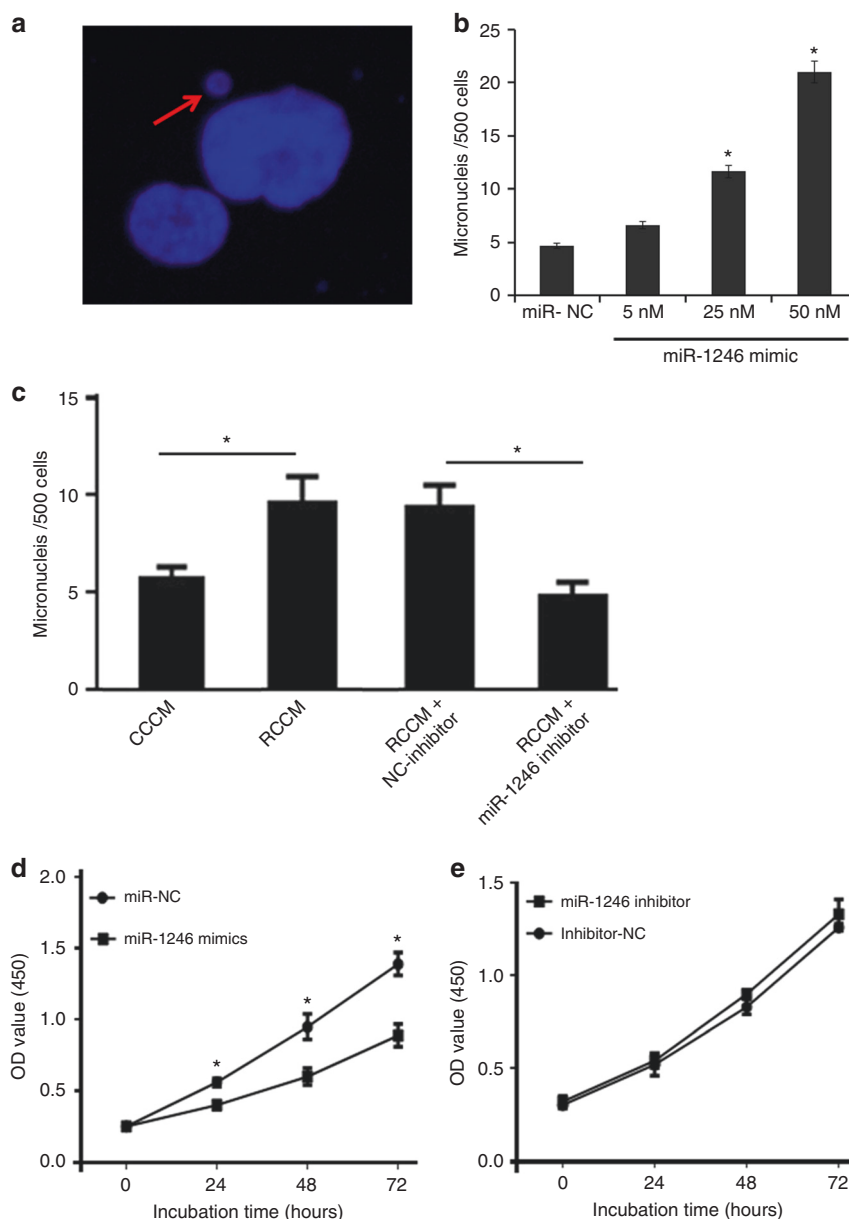 a
b
25
20
15
10
5
0
Micronucleis /500 cells
*
*
miR- NC
5 nM
25 nM
50 nM
miR-1246 mimic
c
15
10
5
0
Micronucleis /500 cells
*
*
CCCM
RCCM
RCCM +
NC-inhibitor
RCCM +
miR-1246 inhibitor
d
2.0
1.5
1.0
0.5
0.0
OD value (450)
miR-NC
miR-1246 mimics
*
*
*
0
24
48
72
Incubation time (hours)
e
1.5
1.0
0.5
0.0
OD value (450)
miR-1246 inhibitor
Inhibitor-NC
0
24
48
72
Incubation time (hours)